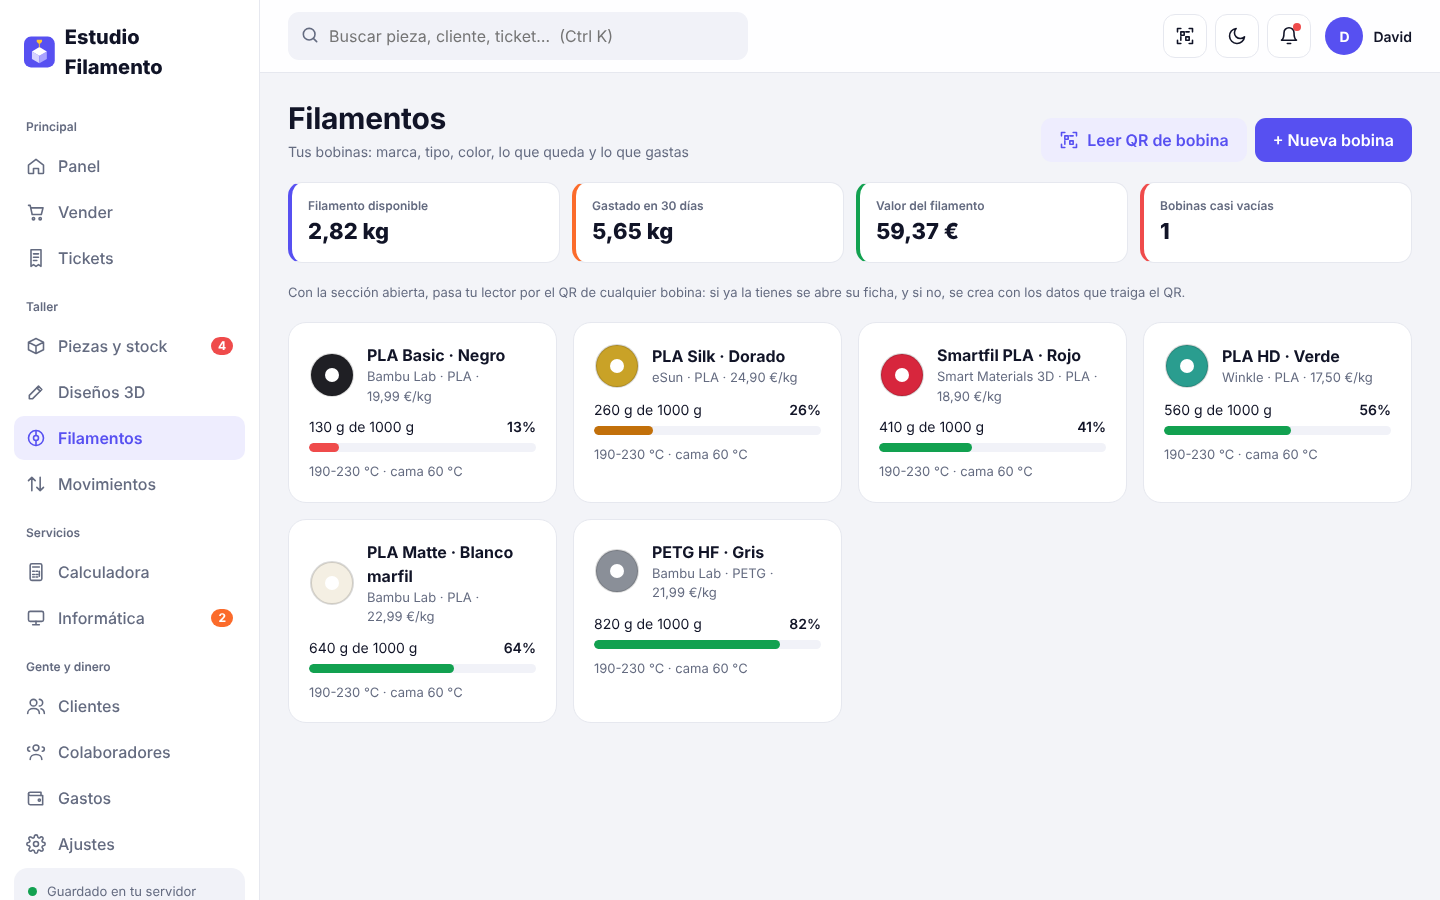 Estudio
Filamento
Principal
Panel
Vender
Tickets
Taller
Piezas y stock 4
Diseños 3D
Filamentos
Movimientos
Servicios
Calculadora
Informática 2
Gente y dinero
Clientes
Colaboradores
Gastos
Ajustes
Guardado en tu servidor
Buscar pieza, cliente, ticket... (Ctrl K)
D David
Filamentos
Tus bobinas: marca, tipo, color, lo que queda y lo que gastas
Leer QR de bobina
+ Nueva bobina
Filamento disponible
2,82 kg
Gastado en 30 días
5,65 kg
Valor del filamento
59,37 €
Bobinas casi vacías
1
Con la sección abierta, pasa tu lector por el QR de cualquier bobina: si ya la tienes se abre su ficha, y si no, se crea con los datos que traiga el QR.
PLA Basic · Negro
Bambu Lab · PLA ·
19,99 €/kg
130 g de 1000 g 13%
190-230 °C · cama 60 °C
PLA Silk · Dorado
eSun · PLA · 24,90 €/kg
260 g de 1000 g 26%
190-230 °C · cama 60 °C
Smartfil PLA · Rojo
Smart Materials 3D · PLA ·
18,90 €/kg
410 g de 1000 g 41%
190-230 °C · cama 60 °C
PLA HD · Verde
Winkle · PLA · 17,50 €/kg
560 g de 1000 g 56%
190-230 °C · cama 60 °C
PLA Matte · Blanco
marfil
Bambu Lab · PLA ·
22,99 €/kg
640 g de 1000 g 64%
190-230 °C · cama 60 °C
PETG HF · Gris
Bambu Lab · PETG ·
21,99 €/kg
820 g de 1000 g 82%
190-230 °C · cama 60 °C